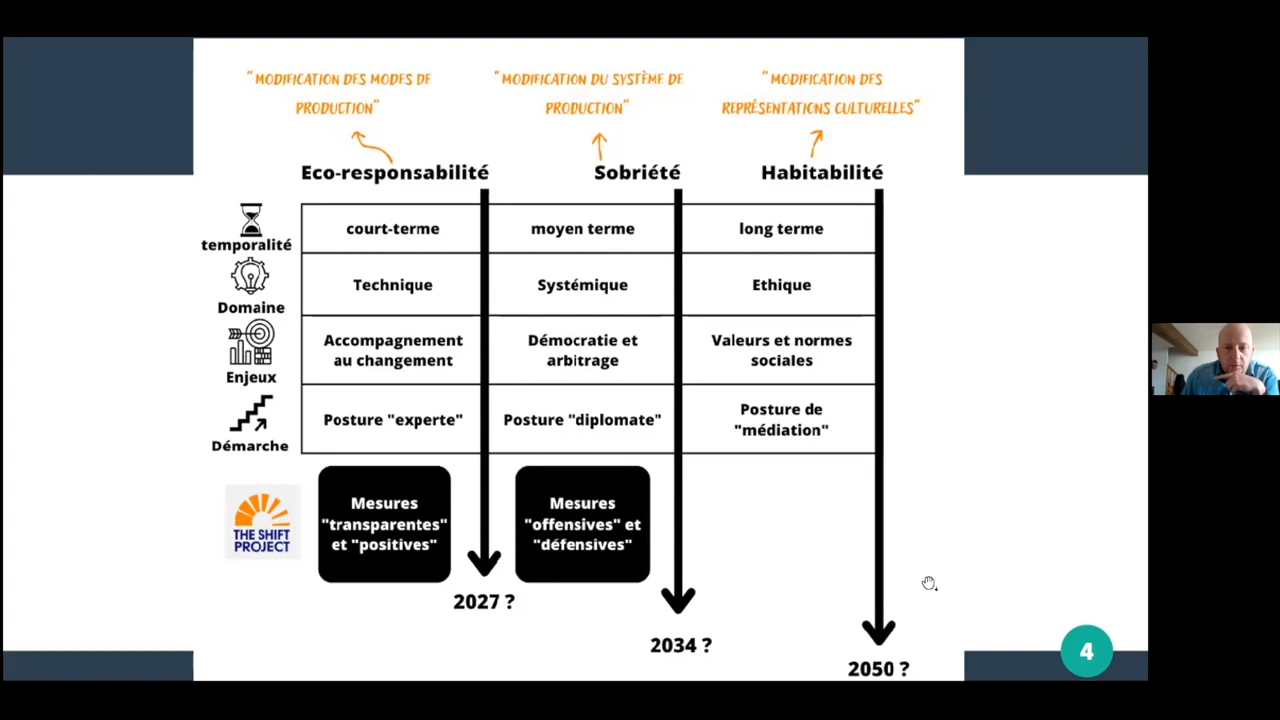 "MODIFICATION DES MODES DE
PRODUCTION"
"MODIFICATION DU SYSTÈME DE
PRODUCTION"
"MODIFICATION DES
REPRÉSENTATIONS CULTURELLES"
Eco-responsabilité
Sobriété
Habitabilité
temporalité
court-terme
moyen terme
long terme
Domaine
Technique
Systémique
Ethique
Enjeux
Accompagnement
au changement
Démocratie et
arbitrage
Valeurs et normes
sociales
Démarche
Posture "experte"
Posture "diplomate"
Posture de
"médiation"
THE SHIFT
PROJECT
Mesures
"transparentes"
et "positives"
Mesures
"offensives" et
"défensives"
2027 ?
2034 ?
2050 ?
4